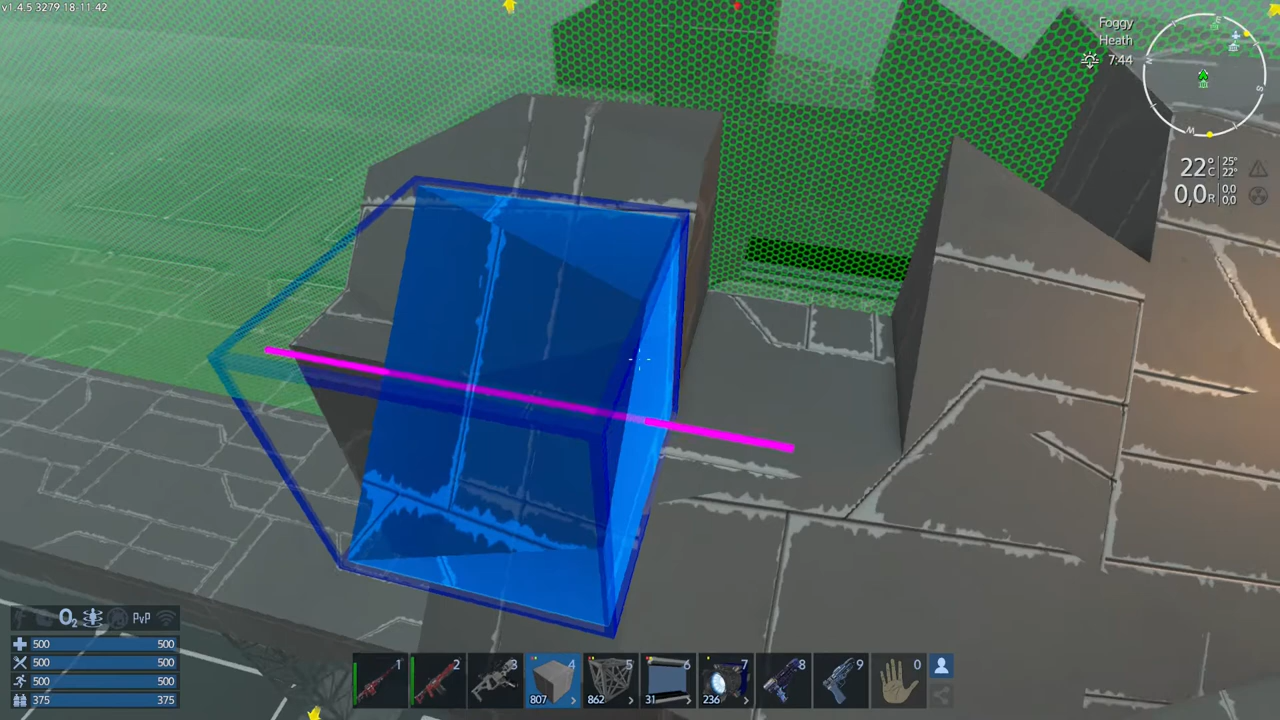 v1.4.5 3279 18-11.42
Foggy
Heath
7:44
E
N
S
W
22°C 25°
22°
0,0R 0,0
0,0
O2 PvP
500 500
500 500
500 500
375 375
1
2
3
4
807
5
862
6
31
7
236
8
9
0